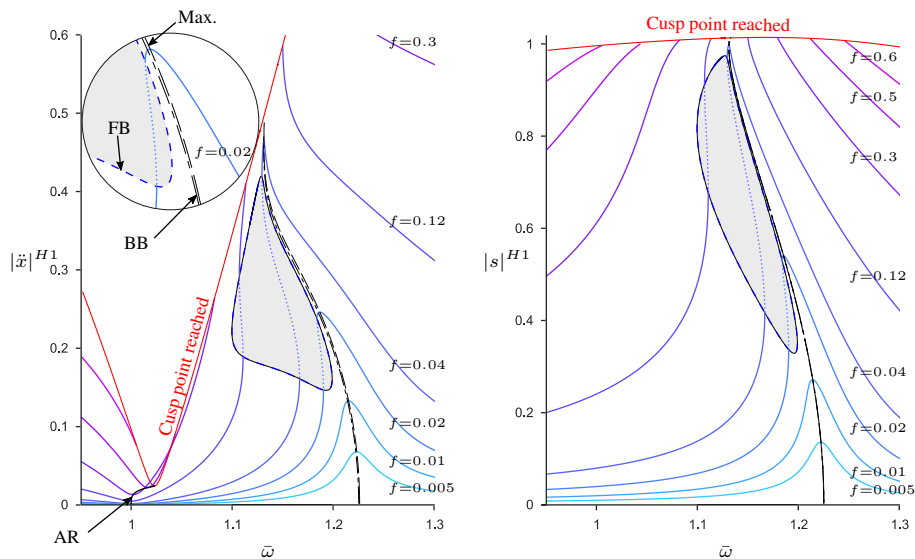 Max.
FB
f=0.02
BB
Cusp point reached
AR
|ẍ|^{H1}
0.6
0.5
0.4
0.3
0.2
0.1
0
1
1.1
1.2
1.3
ω̄
f=0.3
f=0.12
f=0.04
f=0.02
f=0.01
f=0.005
Cusp point reached
|s|^{H1}
1
0.8
0.6
0.4
0.2
0
1
1.1
1.2
1.3
ω̄
f=0.6
f=0.5
f=0.3
f=0.12
f=0.04
f=0.02
f=0.01
f=0.005